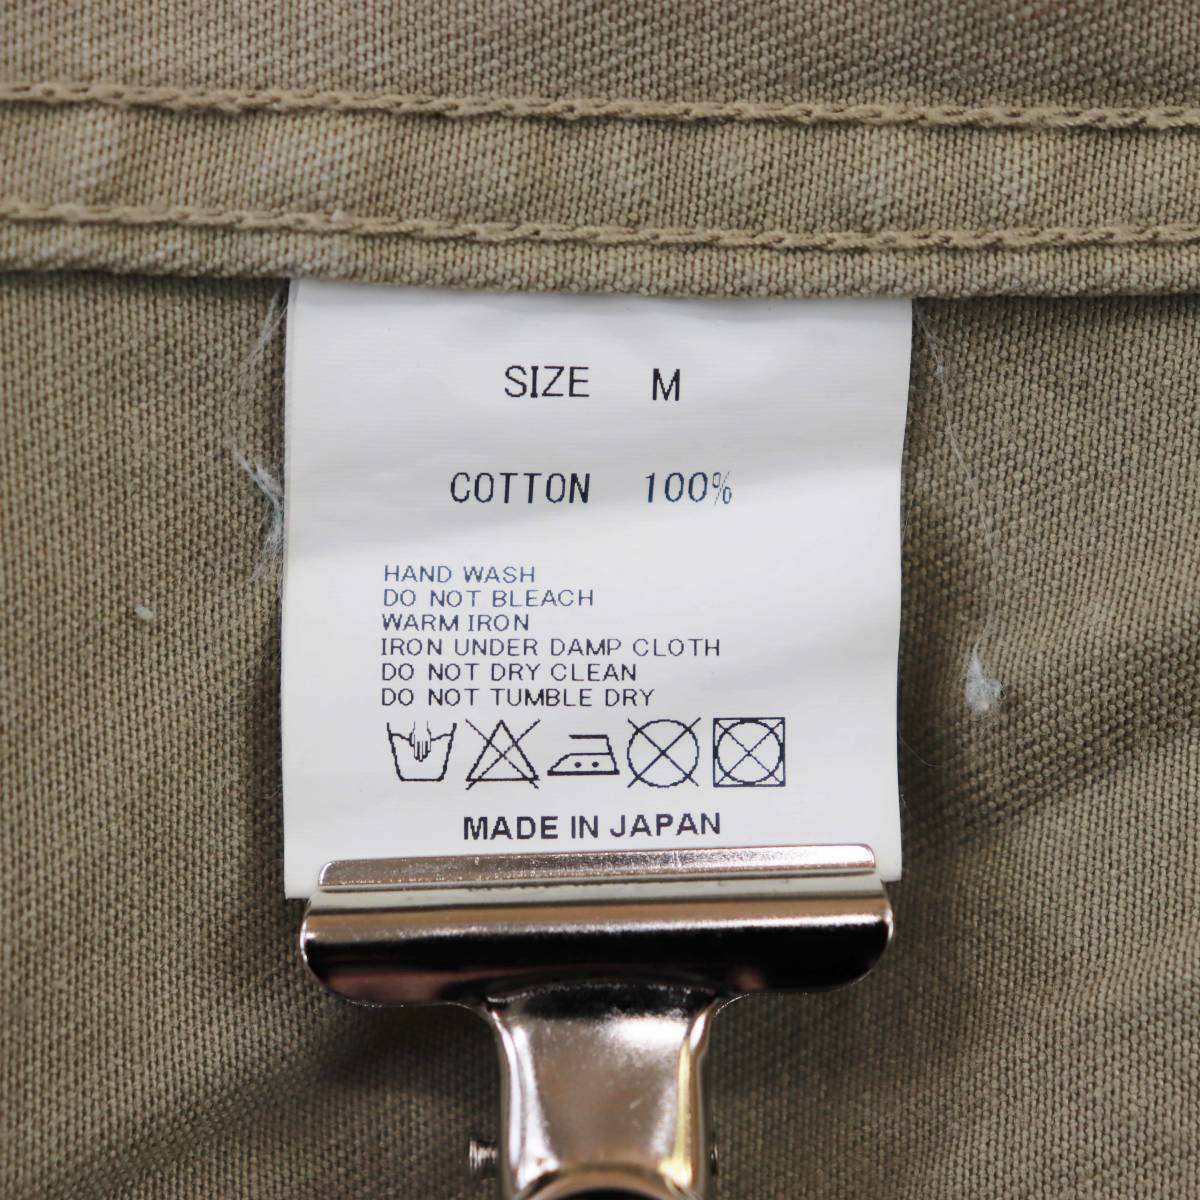 SIZE M
COTTON 100%
HAND WASH
DO NOT BLEACH
WARM IRON
IRON UNDER DAMP CLOTH
DO NOT DRY CLEAN
DO NOT TUMBLE DRY
MADE IN JAPAN